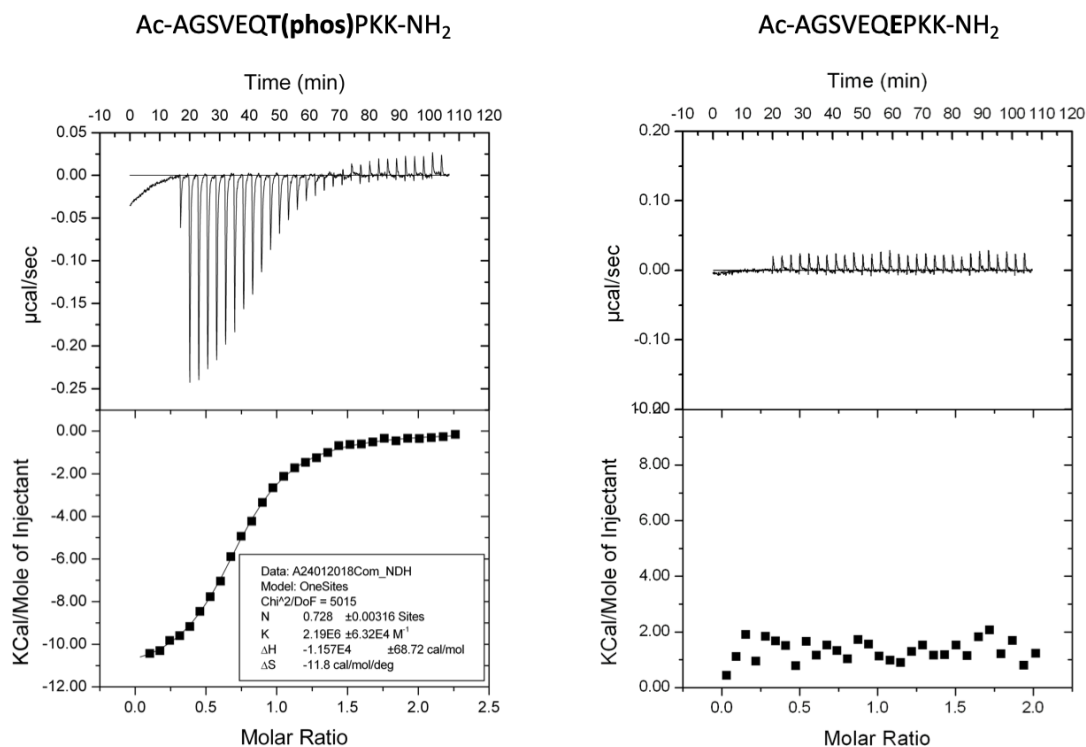 Ac-AGSVEQT(phos)PKK-NH₂
Time (min)
-10 0 10 20 30 40 50 60 70 80 90 100 110 120
0.05
0.00
-0.05
-0.10
-0.15
-0.20
-0.25
µcal/sec
0.00
-2.00
-4.00
-6.00
-8.00
-10.00
-12.00
KCal/Mole of Injectant
Data: A24012018Com_NDH
Model: OneSites
Chi^2/DoF = 5015
N 0.728 ±0.00316 Sites
K 2.19E6 ±6.32E4 M⁻¹
ΔH -1.157E4 ±68.72 cal/mol
ΔS -11.8 cal/mol/deg
0.0 0.5 1.0 1.5 2.0 2.5
Molar Ratio
Ac-AGSVEQEPKK-NH₂
Time (min)
-10 0 10 20 30 40 50 60 70 80 90 100 110 120
0.20
0.10
0.00
-0.10
µcal/sec
8.00
6.00
4.00
2.00
0.00
KCal/Mole of Injectant
0.0 0.5 1.0 1.5 2.0
Molar Ratio